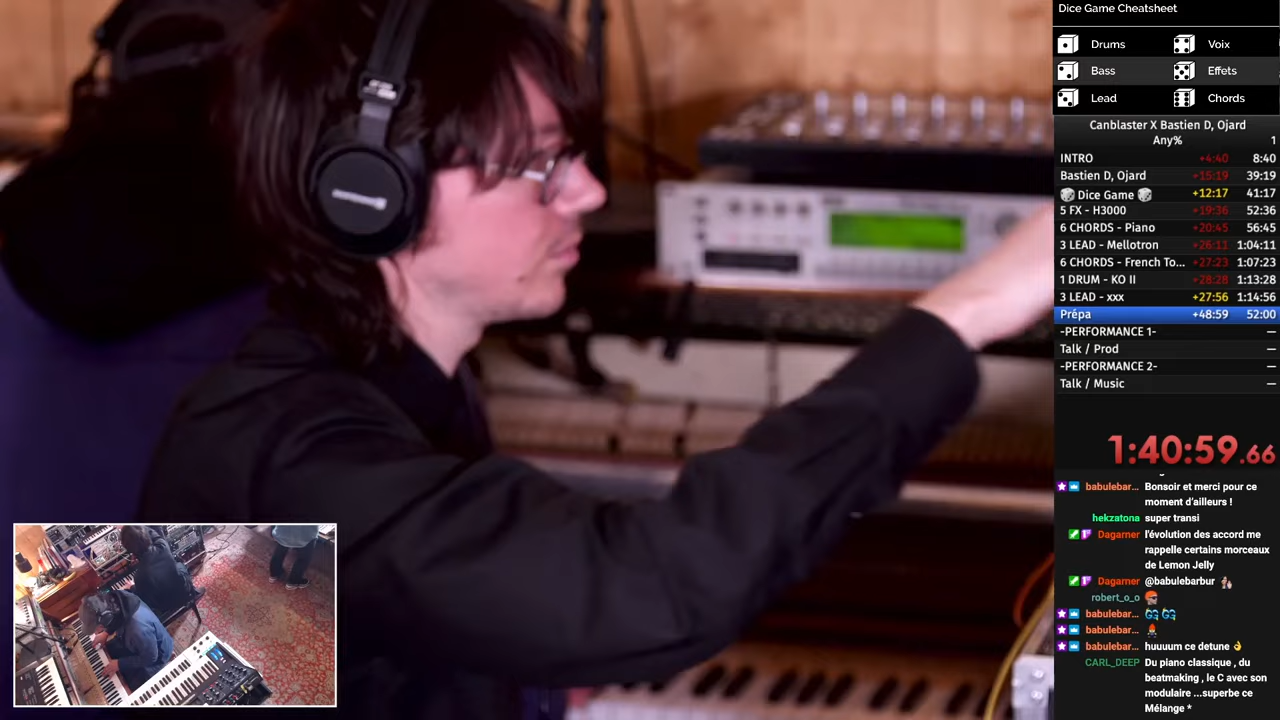 Dice Game Cheatsheet
Drums Voix
Bass Effets
Lead Chords
Canblaster X Bastien D, Ojard
Any% 1
INTRO +4:40 8:40
Bastien D, Ojard +15:19 39:19
Dice Game +12:17 41:17
5 FX - H3000 +19:36 52:36
6 CHORDS - Piano +20:45 56:45
3 LEAD - Mellotron +26:11 1:04:11
6 CHORDS - French To... +27:23 1:07:23
1 DRUM - KO II +28:28 1:13:28
3 LEAD - xxx +27:56 1:14:56
Prépa +48:59 52:00
-PERFORMANCE 1- —
Talk / Prod —
-PERFORMANCE 2- —
Talk / Music —
1:40:59.66
babulebar... Bonsoir et merci pour ce
moment d'ailleurs !
hekzatona super transi
Dagarner l'évolution des accord me
rappelle certains morceaux
de Lemon Jelly
Dagarner @babulebarbur
robert_o_o
babulebar...
babulebar...
babulebar... huuuum ce detune
CARL_DEEP Du piano classique , du
beatmaking , le C avec son
modulaire ...superbe ce
Mélange *